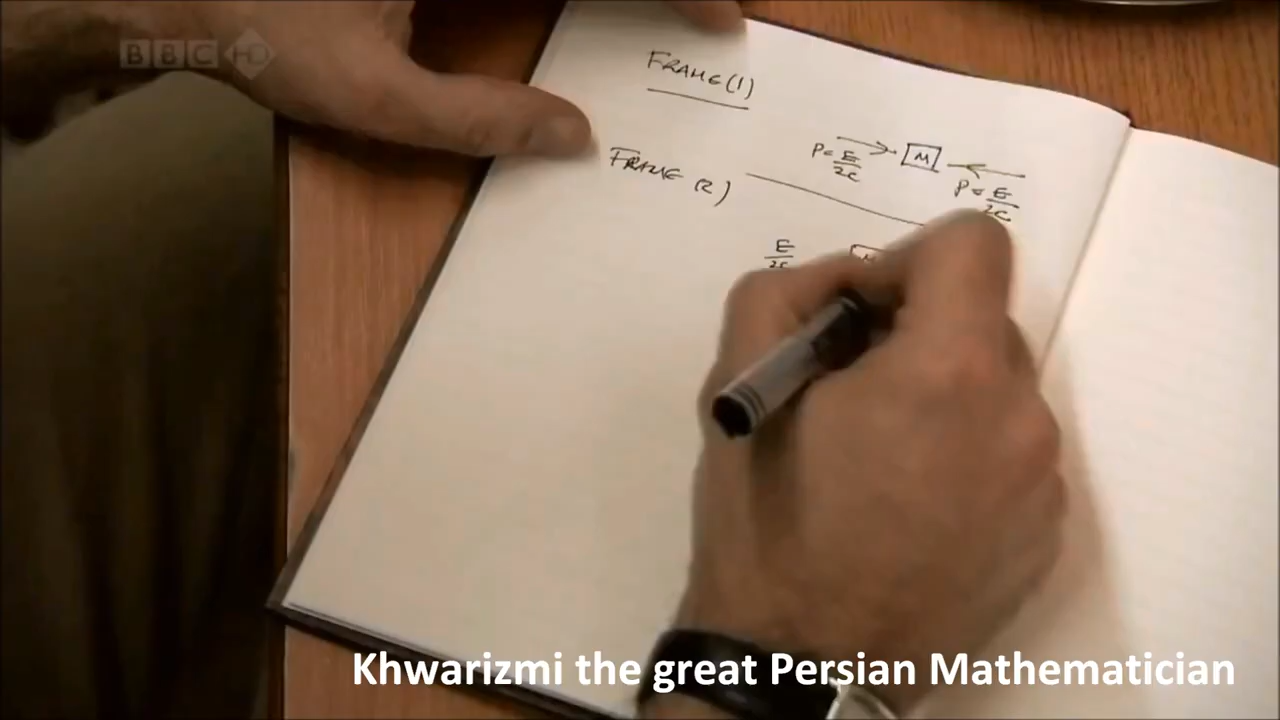 BBC HD
FRAME (1)
P = E/2c → M ← P = E/2c
FRAME (2)
E/2c M
Khwarizmi the great Persian Mathematician